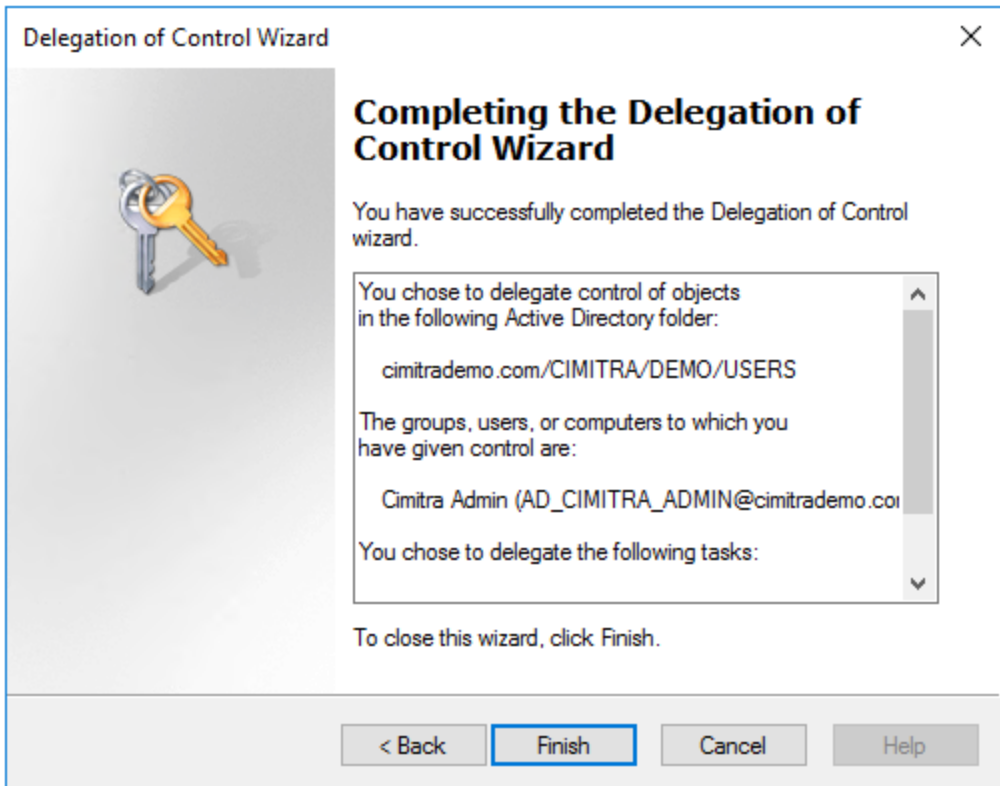 Delegation of Control Wizard
Completing the Delegation of
Control Wizard
You have successfully completed the Delegation of Control
wizard.
You chose to delegate control of objects
in the following Active Directory folder:
cimitrademo.com/CIMITRA/DEMO/USERS
The groups, users, or computers to which you
have given control are:
Cimitra Admin (AD_CIMITRA_ADMIN@cimitrademo.co
You chose to delegate the following tasks:
To close this wizard, click Finish.
< Back
Finish
Cancel
Help